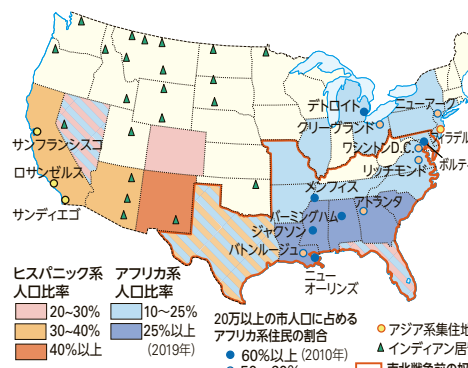 デトロイト
ニューアーク
クリーヴランド
フィラデル
ワシントンD.C.
ボルティ
リッチモンド
サンフランシスコ
ロサンゼルス
サンディエゴ
メンフィス
アトランタ
バーミングハム
ジャクソン
バトンルージュ
ニュー
オーリンズ
ヒスパニック系
人口比率
20~30%
30~40%
40%以上
アフリカ系
人口比率
10~25%
25%以上
(2019年)
20万以上の市人口に占める
アフリカ系住民の割合
60%以上 (2010年)
アジア系集住地
インディアン居